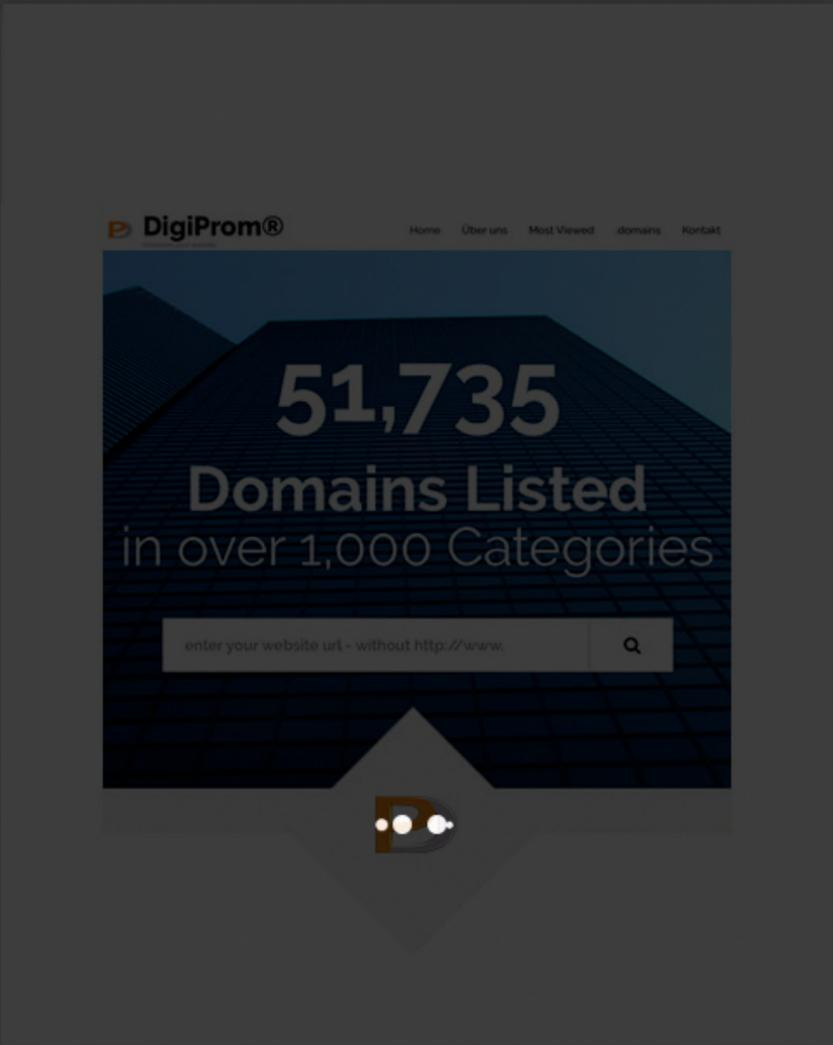 DigiProm®
Home Über uns Most Viewed .domains Kontakt
51,735
Domains Listed
in over 1,000 Categories
enter your website url - without http://www.